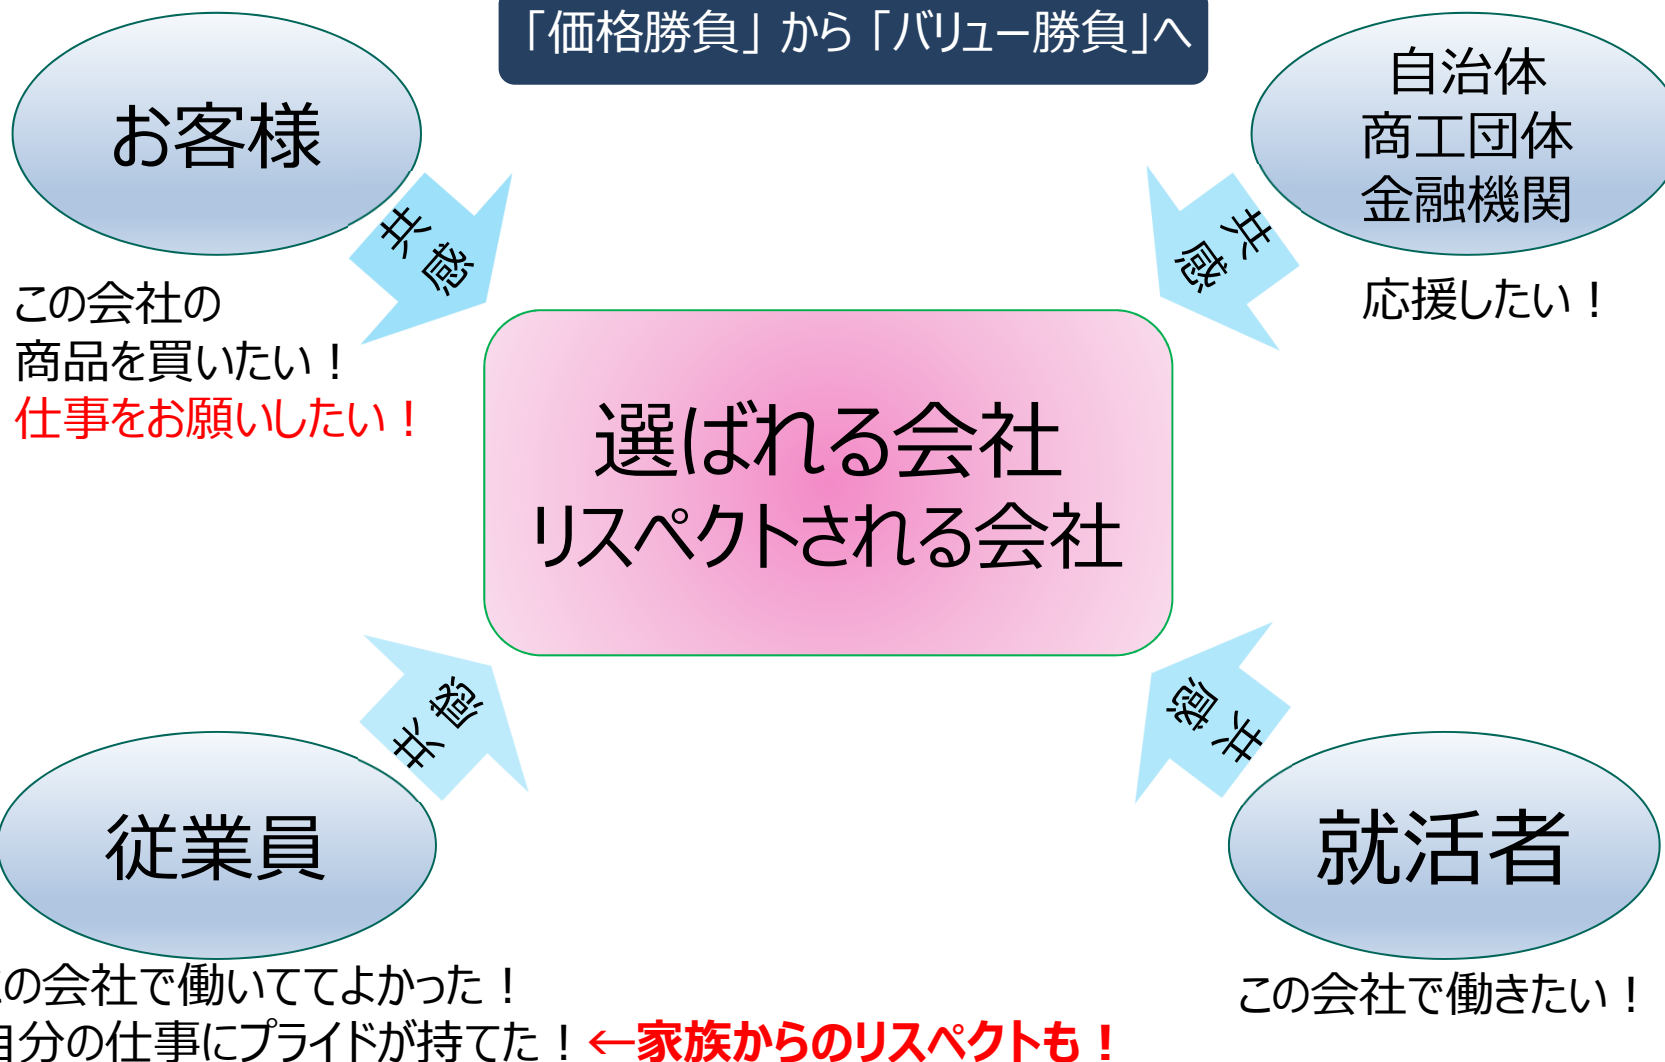 「価格勝負」から「バリュー勝負」へ
お客様
共感
この会社の
商品を買いたい！
仕事をお願いしたい！
自治体
商工団体
金融機関
共感
応援したい！
選ばれる会社
リスペクトされる会社
共感
従業員
の会社で働いててよかった！
自分の仕事にプライドが持てた！←家族からのリスペクトも！
共感
就活者
この会社で働きたい！